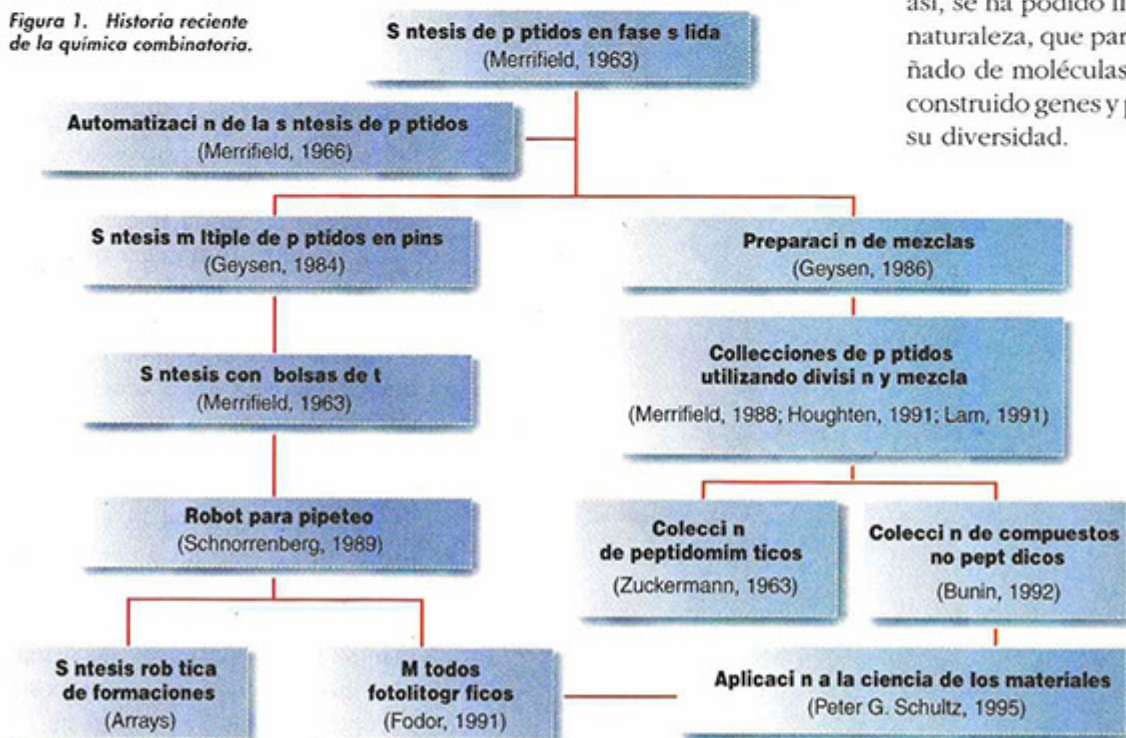 Figura 1. Historia reciente
de la química combinatoria.
S ntesis de p ptidos en fase s lida
(Merrifield, 1963)
Automatizaci n de la s ntesis de p ptidos
(Merrifield, 1966)
S ntesis m ltiple de p ptidos en pins
(Geysen, 1984)
Preparaci n de mezclas
(Geysen, 1986)
S ntesis con bolsas de t
(Merrifield, 1963)
Collecciones de p ptidos
utilizando divisi n y mezcla
(Merrifield, 1988; Houghten, 1991; Lam, 1991)
Robot para pipeteo
(Schnorrenberg, 1989)
Colecci n
de peptidomim ticos
(Zuckermann, 1963)
Colecci n de compuestos
no pept dicos
(Bunin, 1992)
S ntesis rob tica
de formaciones
(Arrays)
M todos
fotolitogr ficos
(Fodor, 1991)
Aplicaci n a la ciencia de los materiales
(Peter G. Schultz, 1995)
así, se ha podido
naturaleza, que
ñado de moléculas
construido genes y
su diversidad.